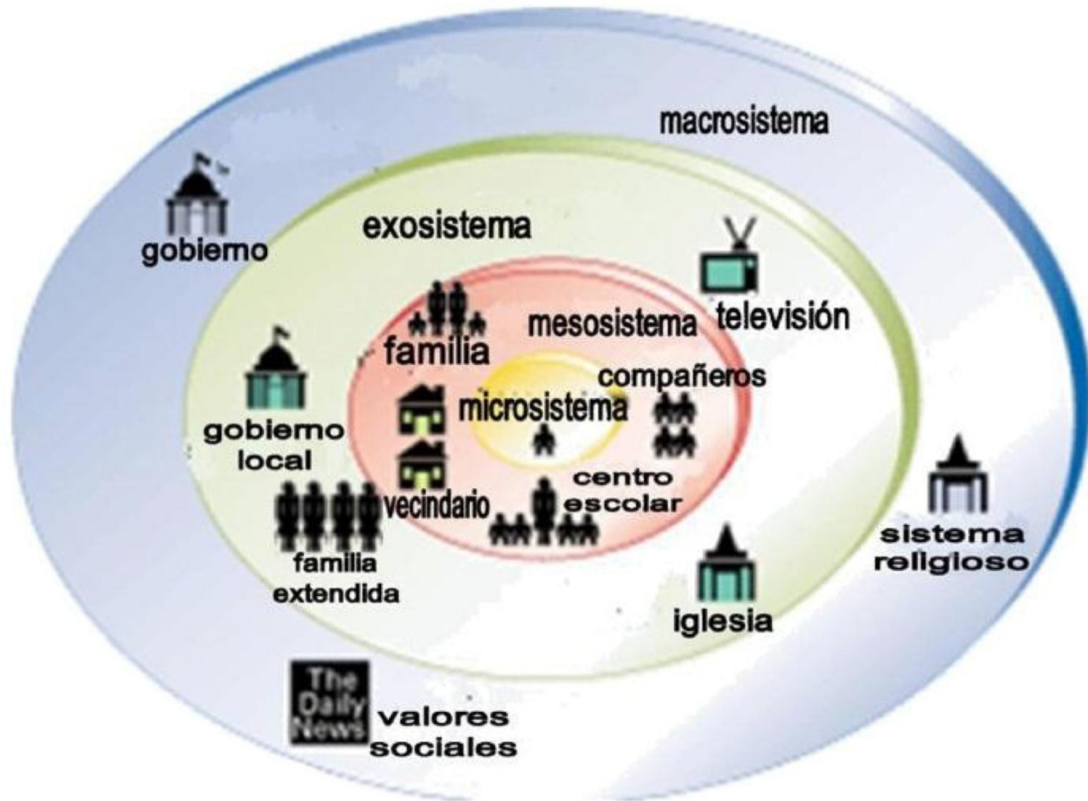 macrosistema
gobierno
exosistema
televisión
mesosistema
familia
compañeros
microsistema
gobierno
local
centro
escolar
vecindario
familia
extendida
sistema
religioso
iglesia
The
Daily
News
valores
sociales